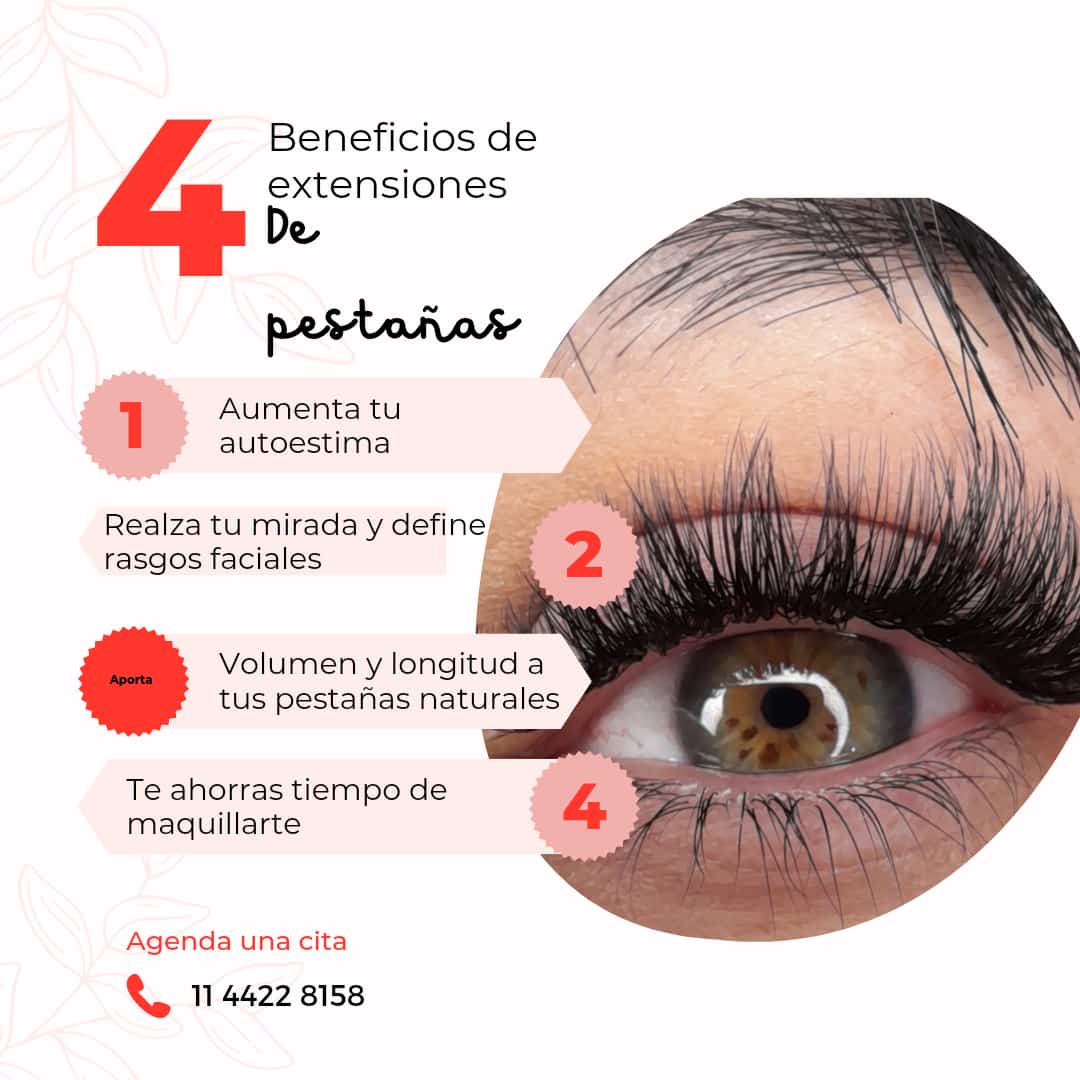 4
Beneficios de
extensiones
De
pestañas
1
Aumenta tu
autoestima
Realza tu mirada y define
rasgos faciales
2
Aporta
Volumen y longitud a
tus pestañas naturales
Te ahorras tiempo de
maquillarte
4
Agenda una cita
11 4422 8158